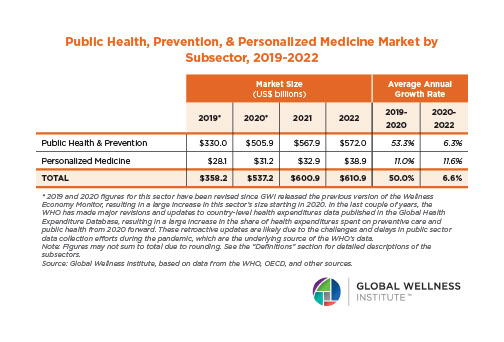 Public Health, Prevention, & Personalized Medicine Market by
Subsector, 2019-2022
Market Size
(US$ billions)
Average Annual
Growth Rate
2019* 2020* 2021 2022 2019-2020 2020-2022
Public Health & Prevention $330.0 $505.9 $567.9 $572.0 53.3% 6.3%
Personalized Medicine $28.1 $31.2 $32.9 $38.9 11.0% 11.6%
TOTAL $358.2 $537.2 $600.9 $610.9 50.0% 6.6%
* 2019 and 2020 figures for this sector have been revised since GWI released the previous version of the Wellness
Economy Monitor, resulting in a large increase in this sector's size starting in 2020. In the last couple of years, the
WHO has made major revisions and updates to country-level health expenditures data published in the Global Health
Expenditure Database, resulting in a large increase in the share of health expenditures spent on preventive care and
public health from 2020 forward. These retroactive updates are likely due to the challenges and delays in public sector
data collection efforts during the pandemic, which are the underlying source of the WHO's data.
Note: Figures may not sum to total due to rounding. See the "Definitions" section for detailed descriptions of the
subsectors.
Source: Global Wellness Institute, based on data from the WHO, OECD, and other sources.
GLOBAL WELLNESS
INSTITUTE™